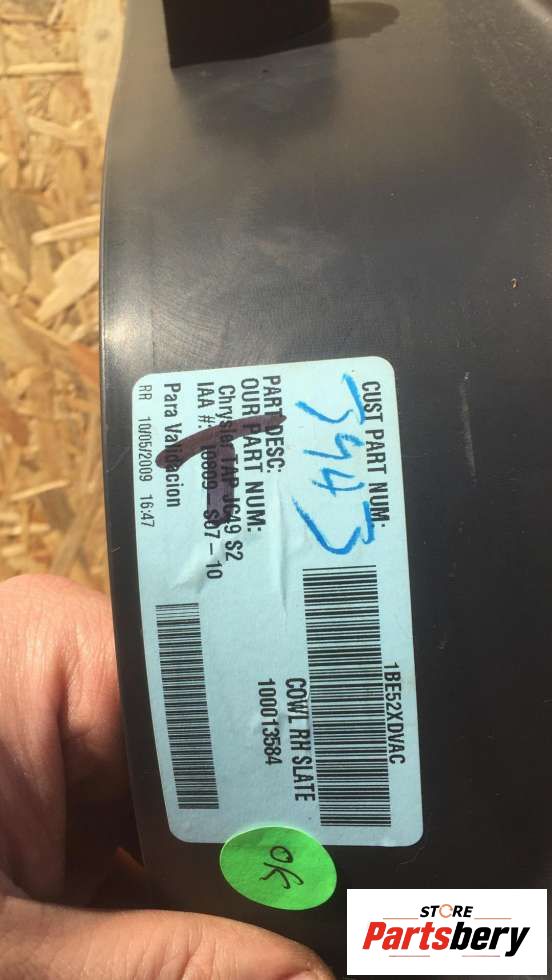 CUST PART NUM:
1BE52XDVAC
PART DESC:
COWL RH SLATE
OUR PART NUM:
100013584
Chrysler TAP JC49 S2
S07-10
IAA #:
Para Validacion
RR 10/05/2009 16:47
OK
STORE
Partsbery